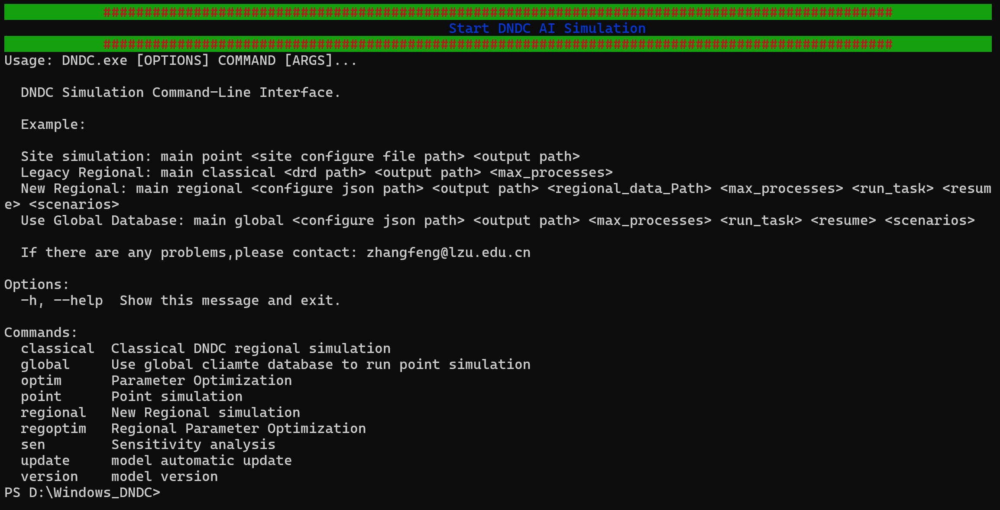 ################################################################################################
Start DNDC AI Simulation
################################################################################################
Usage: DNDC.exe [OPTIONS] COMMAND [ARGS]...
DNDC Simulation Command-Line Interface.
Example:
Site simulation: main point <site configure file path> <output path>
Legacy Regional: main classical <drd path> <output path> <max_processes>
New Regional: main regional <configure json path> <output path> <regional_data_Path> <max_processes> <run_task> <resum
e> <scenarios>
Use Global Database: main global <configure json path> <output path> <max_processes> <run_task> <resume> <scenarios>
If there are any problems,please contact: zhangfeng@lzu.edu.cn
Options:
-h, --help  Show this message and exit.
Commands:
classical  Classical DNDC regional simulation
global     Use global cliamte database to run point simulation
optim      Parameter Optimization
point      Point simulation
regional   New Regional simulation
regoptim   Regional Parameter Optimization
sen        Sensitivity analysis
update     model automatic update
version    model version
PS D:\Windows_DNDC>